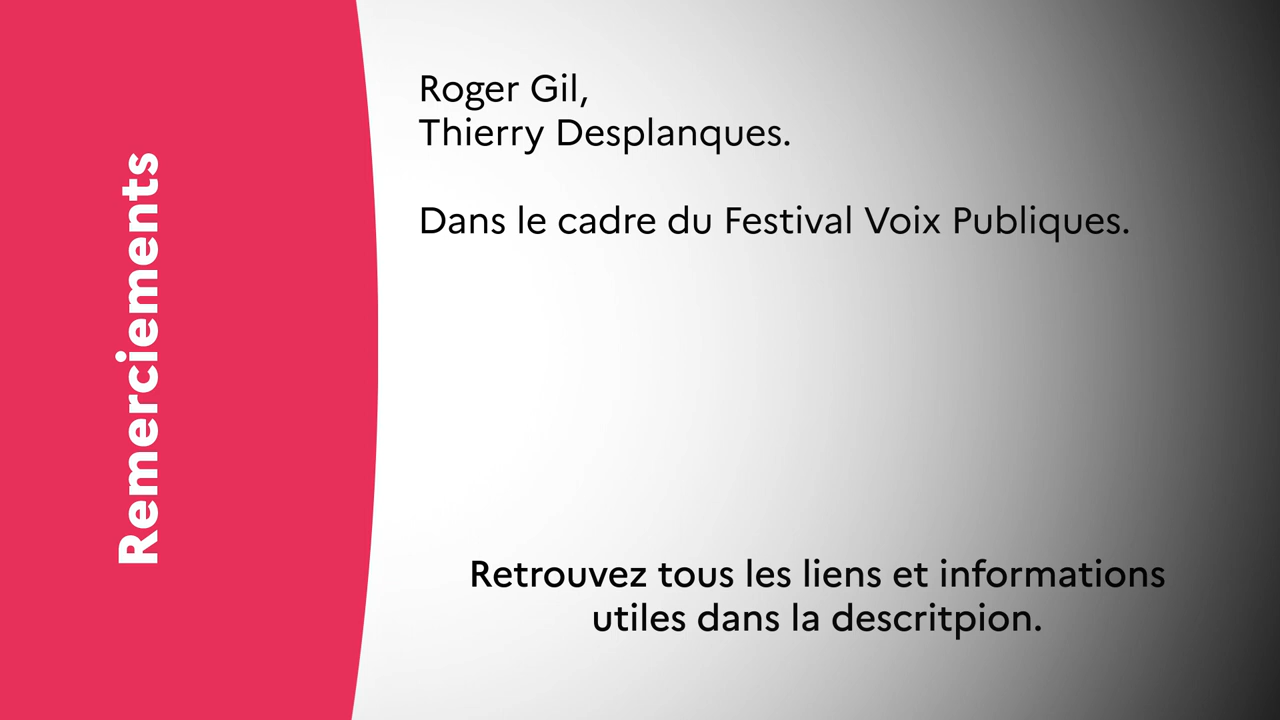 Remerciements
Roger Gil,
Thierry Desplanques.
Dans le cadre du Festival Voix Publiques.
Retrouvez tous les liens et informations
utiles dans la descritpion.